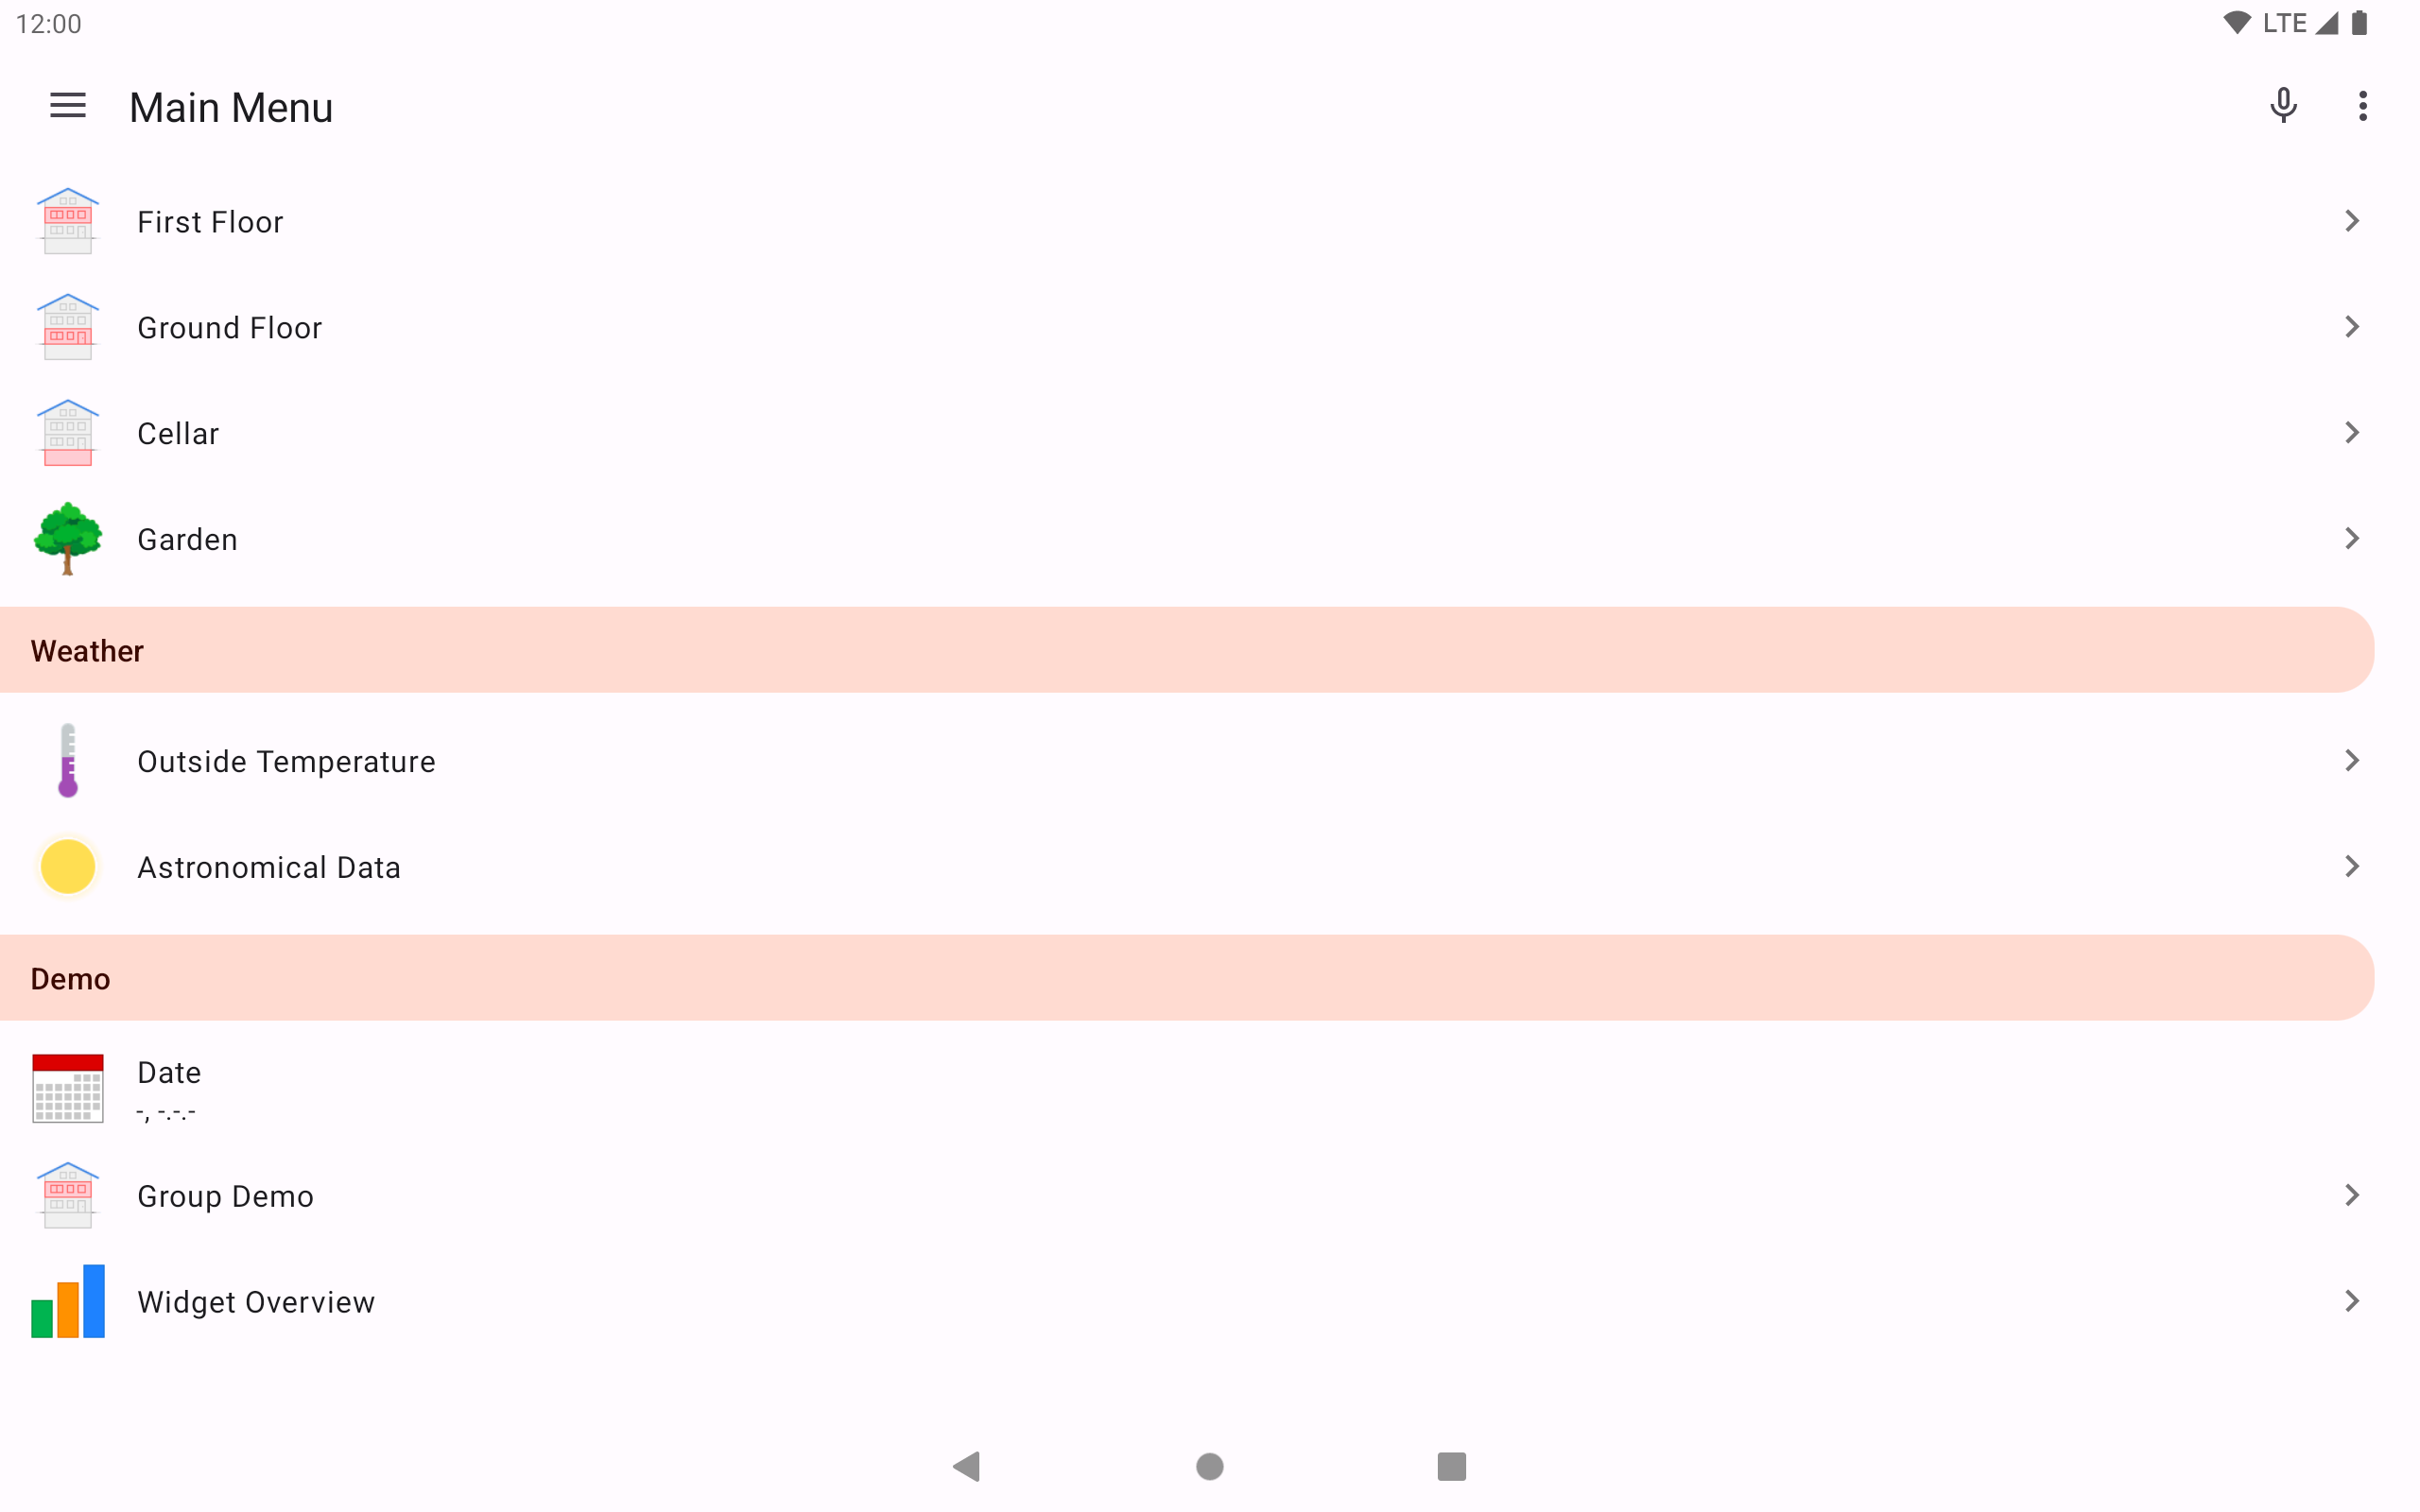 12:00
LTE
Main Menu
First Floor
Ground Floor
Cellar
Garden
Weather
Outside Temperature
Astronomical Data
Demo
Date
-, -.-.-
Group Demo
Widget Overview